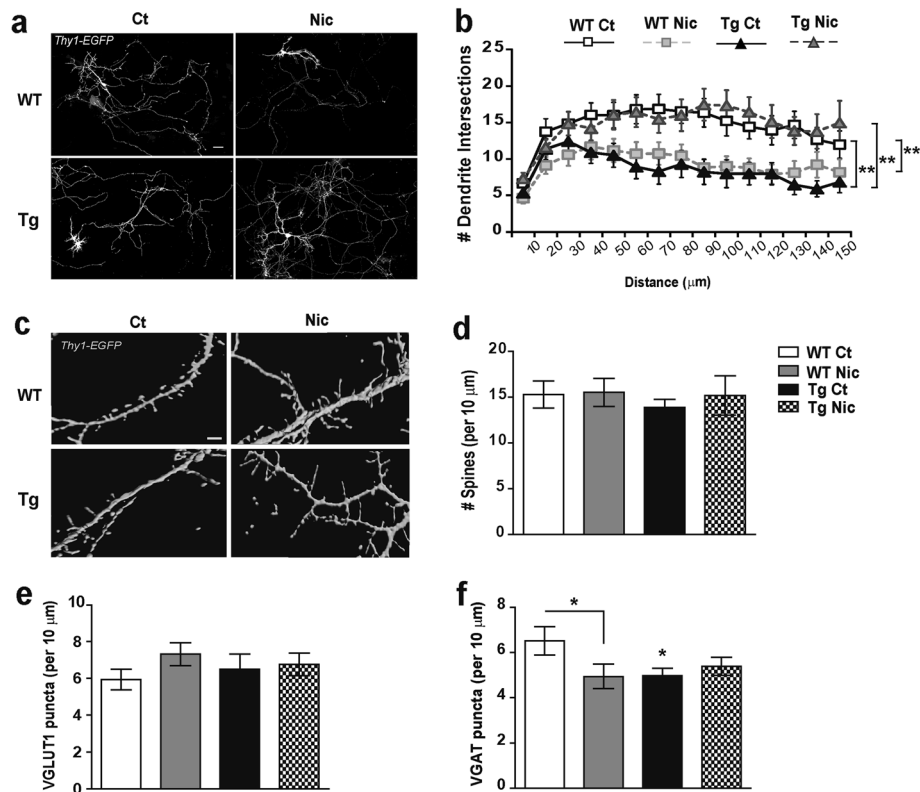 a
Ct
Nic
Thy1-EGFP
WT
Tg
b
WT Ct
WT Nic
Tg Ct
Tg Nic
# Dendrite Intersections
25
20
15
10
5
0
10 20 30 40 50 60 70 80 90 100 110 120 130 140 150
Distance (μm)
**
**
**
c
Ct
Nic
Thy1-EGFP
WT
Tg
d
# Spines (per 10 μm)
20
15
10
5
0
WT Ct
WT Nic
Tg Ct
Tg Nic
e
VGLUT1 puncta (per 10 μm)
10
8
6
4
2
0
f
VGAT puncta (per 10 μm)
8
6
4
2
0
*
*